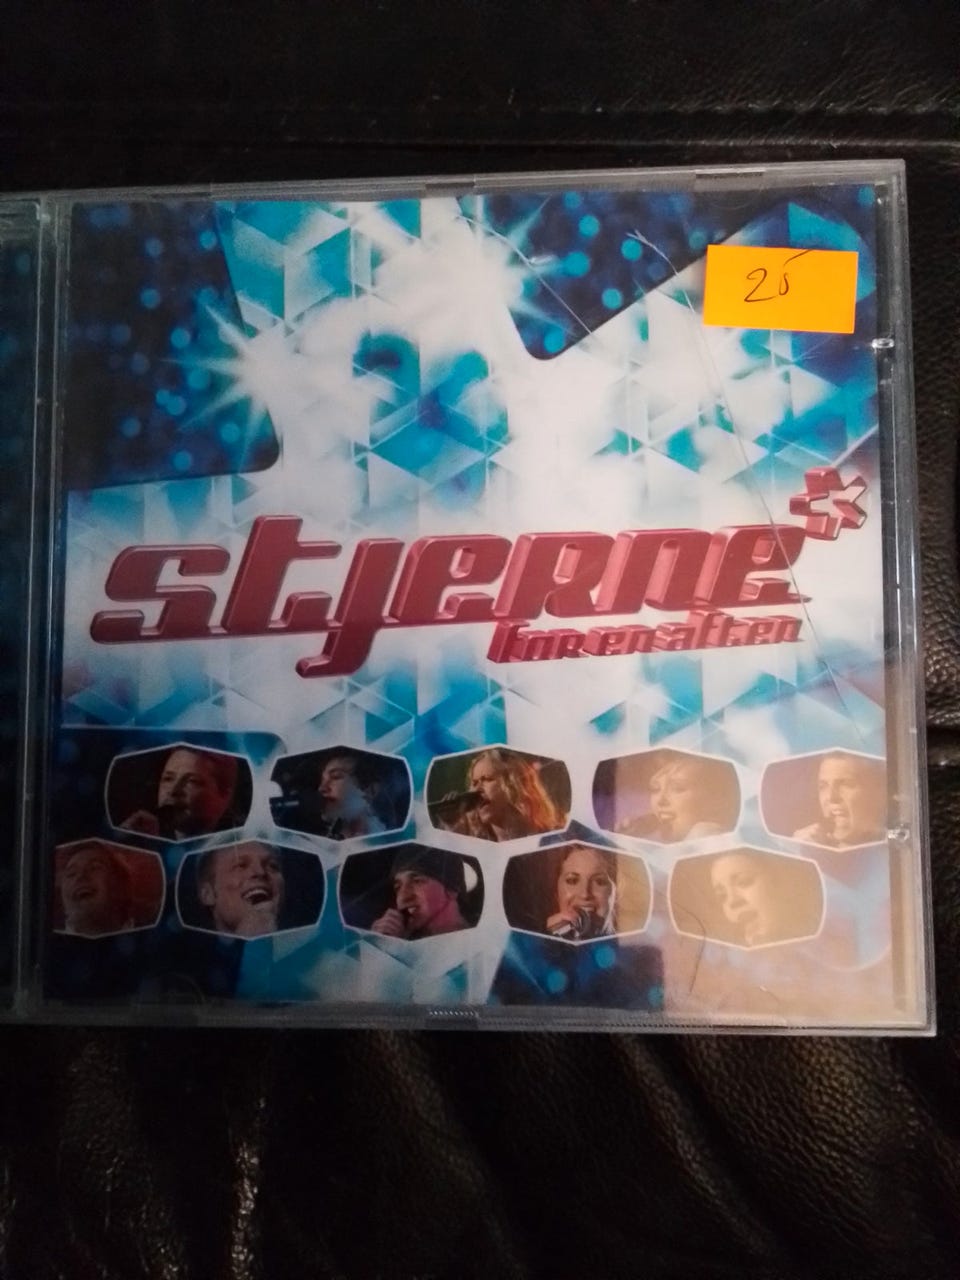 25
stjerne*
for en aften